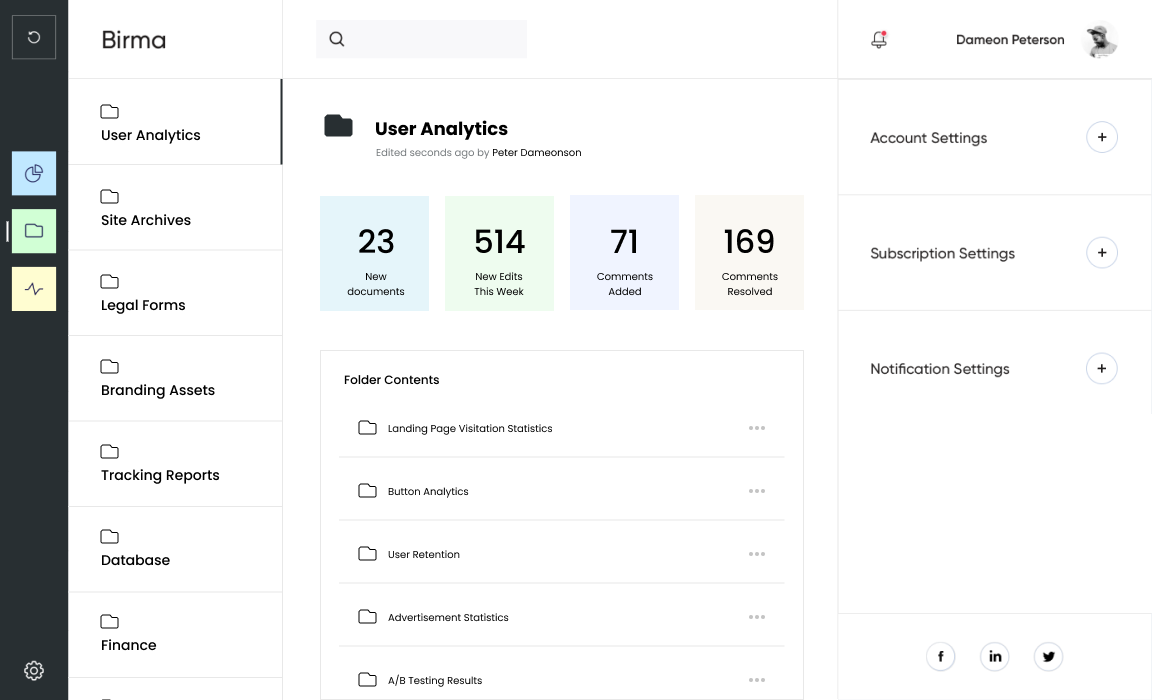 Birma
Dameon Peterson
User Analytics
Site Archives
Legal Forms
Branding Assets
Tracking Reports
Database
Finance
User Analytics
Edited seconds ago by Peter Dameonson
23
New
documents
514
New Edits
This Week
71
Comments
Added
169
Comments
Resolved
Folder Contents
Landing Page Visitation Statistics
Button Analytics
User Retention
Advertisement Statistics
A/B Testing Results
Account Settings
+
Subscription Settings
+
Notification Settings
+
f
in